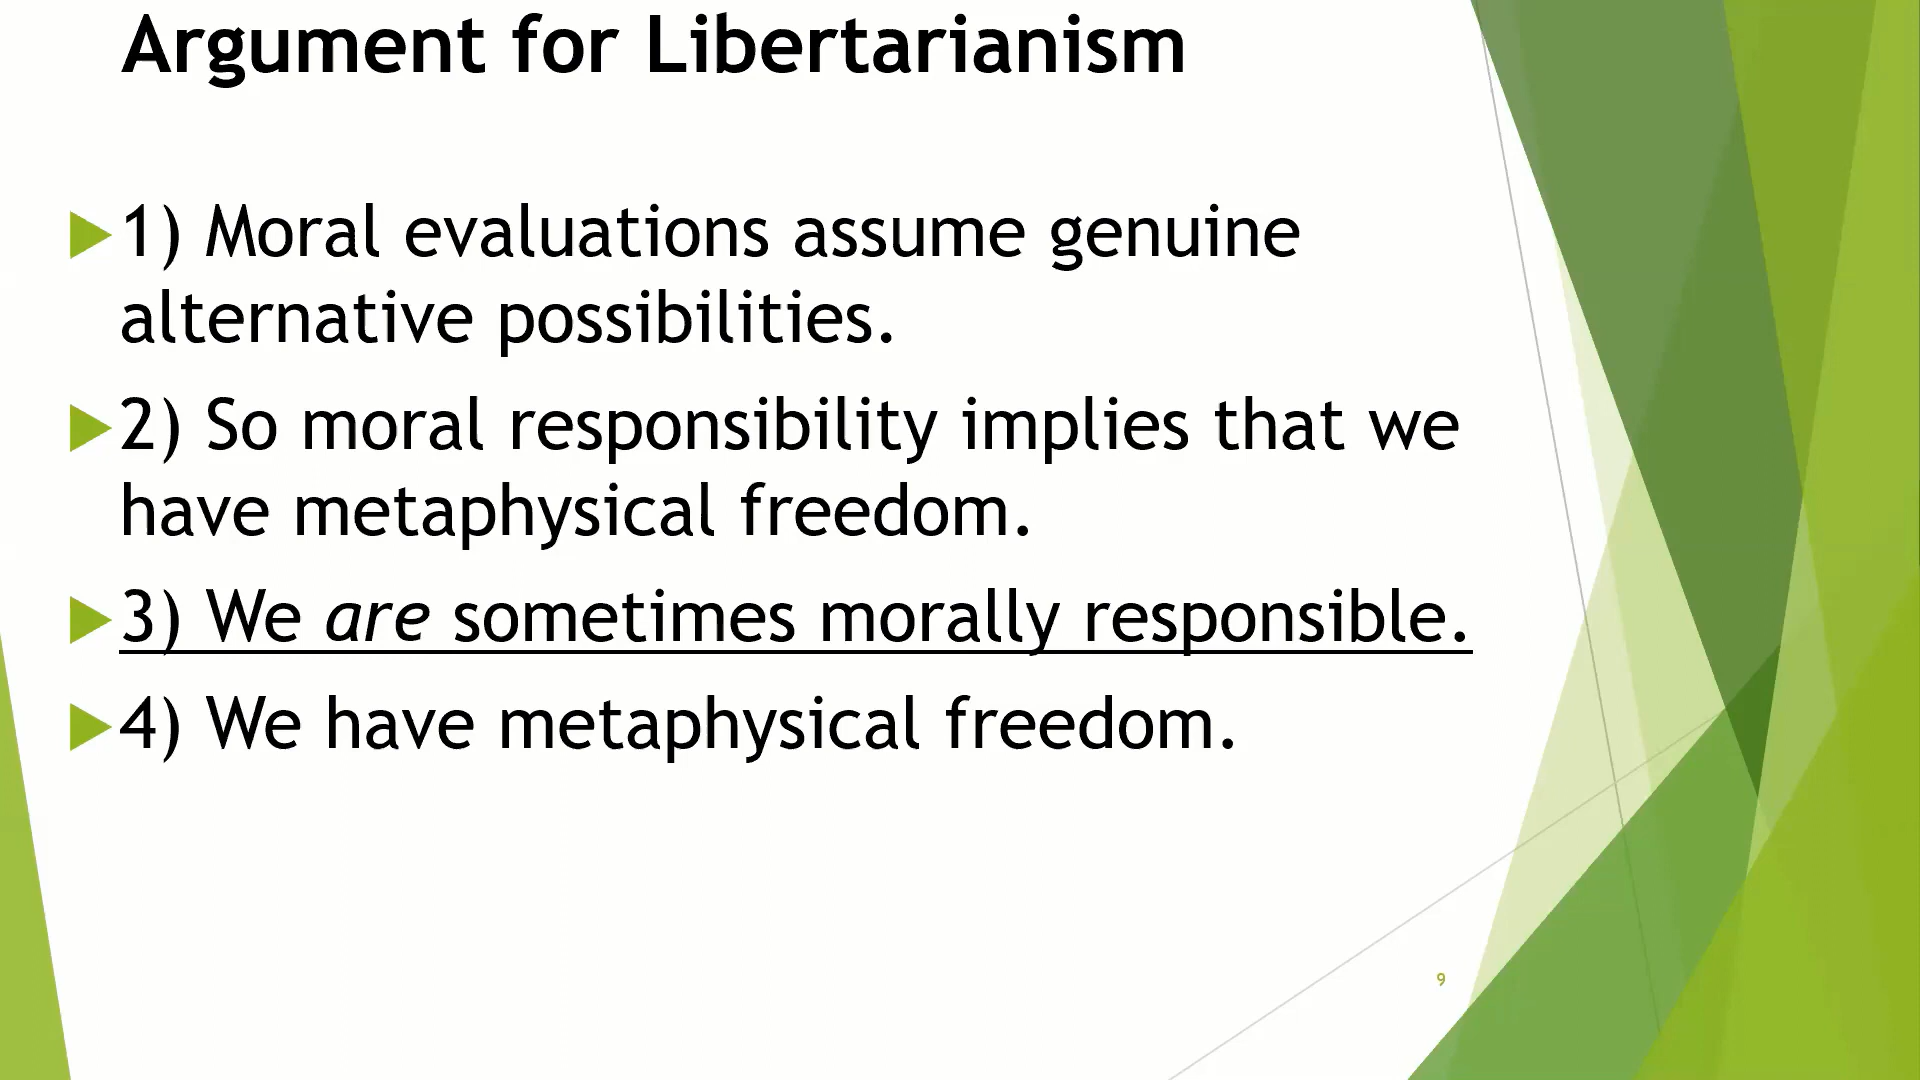 Argument for Libertarianism
1) Moral evaluations assume genuine
alternative possibilities.
2) So moral responsibility implies that we
have metaphysical freedom.
3) We are sometimes morally responsible.
4) We have metaphysical freedom.
9